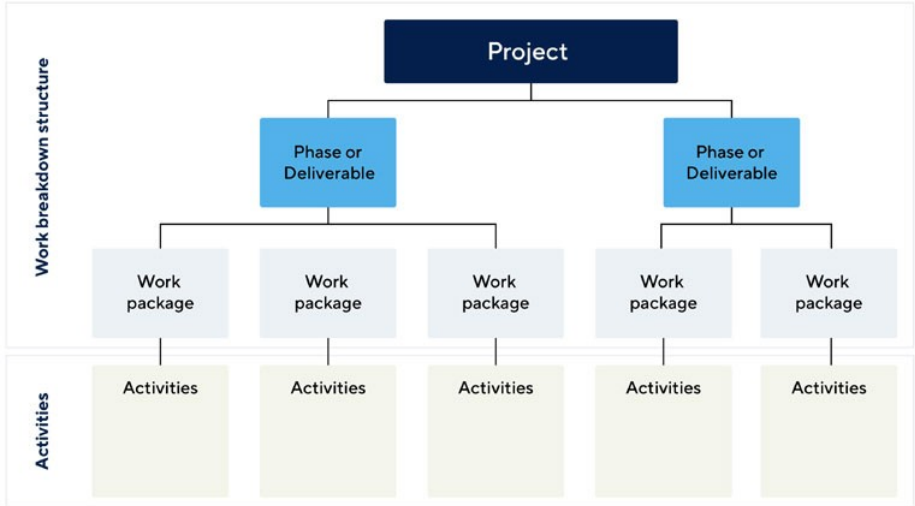 Work breakdown structure
Project
Phase or
Deliverable
Phase or
Deliverable
Work
package
Work
package
Work
package
Work
package
Work
package
Activities
Activities
Activities
Activities
Activities
Activities